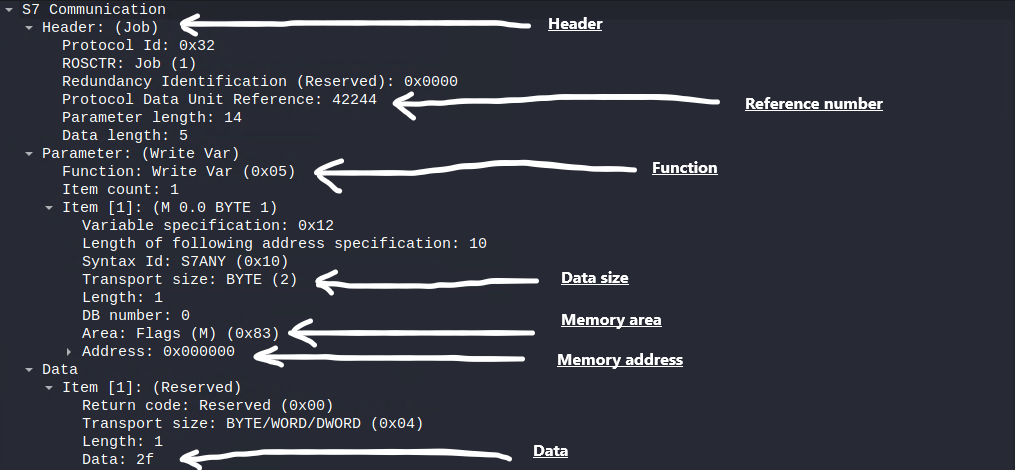 S7 Communication
Header: (Job)
Header
Protocol Id: 0x32
ROSCTR: Job (1)
Redundancy Identification (Reserved): 0x0000
Protocol Data Unit Reference: 42244
Reference number
Parameter length: 14
Data length: 5
Parameter: (Write Var)
Function: Write Var (0x05)
Function
Item count: 1
Item [1]: (M 0.0 BYTE 1)
Variable specification: 0x12
Length of following address specification: 10
Syntax Id: S7ANY (0x10)
Transport size: BYTE (2)
Data size
Length: 1
DB number: 0
Memory area
Area: Flags (M) (0x83)
Address: 0x000000
Memory address
Data
Item [1]: (Reserved)
Return code: Reserved (0x00)
Transport size: BYTE/WORD/DWORD (0x04)
Length: 1
Data: 2f
Data